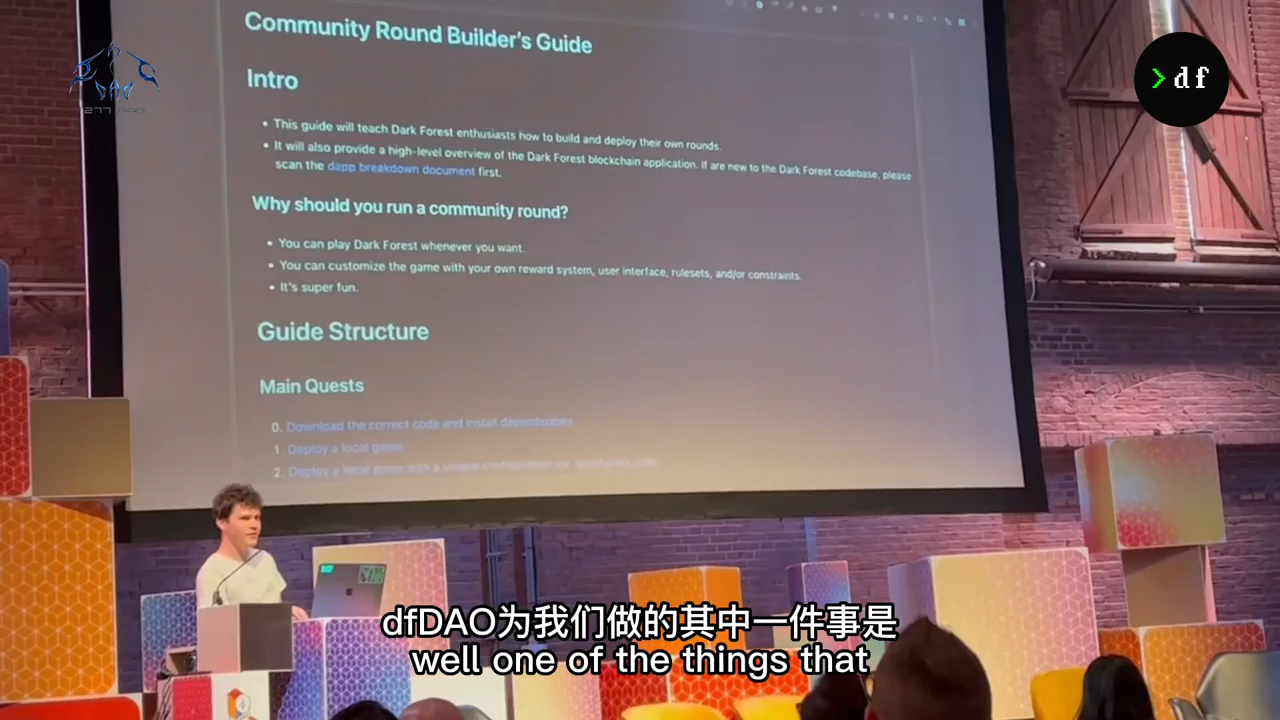 Community Round Builder's Guide
Intro
• This guide will teach Dark Forest enthusiasts how to build and deploy their own rounds.
• It will also provide a high-level overview of the Dark Forest blockchain application. If are new to the Dark Forest codebase, please
scan the dapp breakdown document first.
Why should you run a community round?
• You can play Dark Forest whenever you want.
• You can customize the game with your own reward system, user interface, rulesets, and/or constraints.
• It's super fun.
Guide Structure
Main Quests
0. Download the correct code and install dependencies
1. Deploy a local game
2. Deploy a local game with a unique configuration via
df
dfDAO为我们做的其中一件事是
well one of the things that